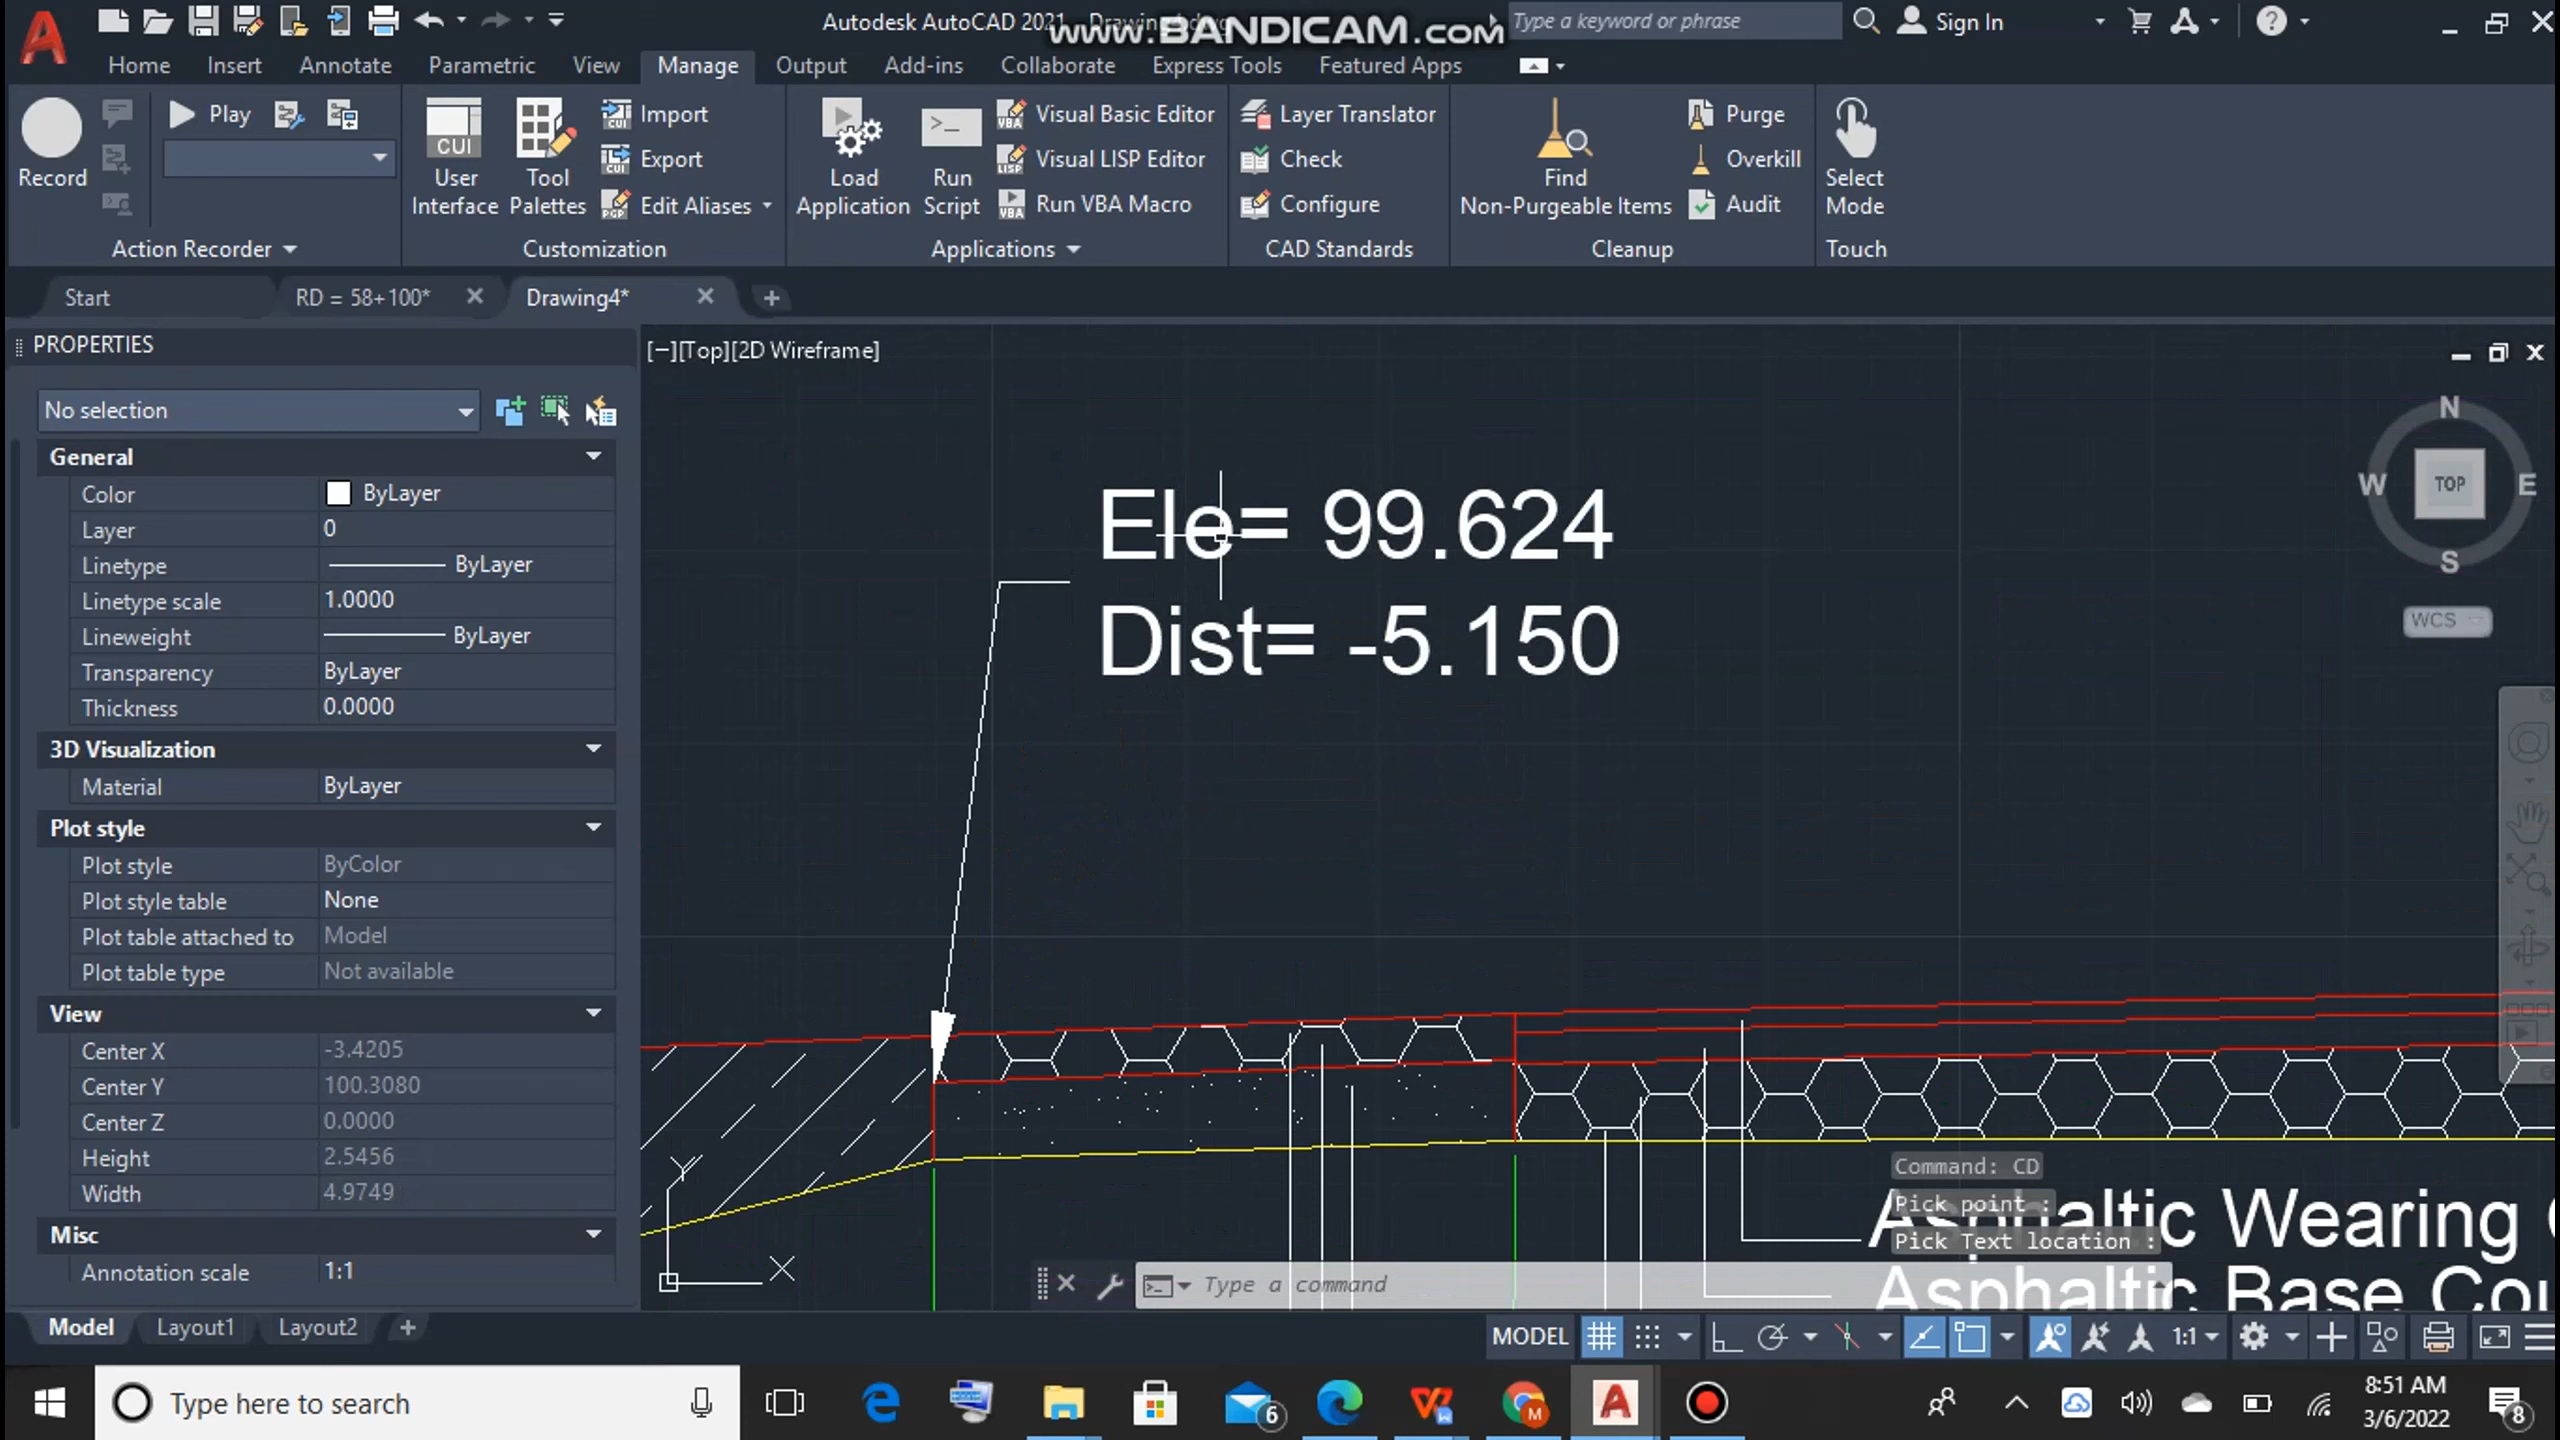 Autodesk AutoCAD 2021
www.BANDICAM.com
Type a keyword or phrase
Sign In
Home
Insert
Annotate
Parametric
View
Manage
Output
Add-ins
Collaborate
Express Tools
Featured Apps
Record
Play
Action Recorder
CUI
User Interface
Tool Palettes
Import
Export
Edit Aliases
Customization
Load Application
Run Script
Visual Basic Editor
Visual LISP Editor
Run VBA Macro
Applications
Layer Translator
Check
Configure
CAD Standards
Find Non-Purgeable Items
Purge
Overkill
Audit
Cleanup
Select Mode
Touch
Start
RD = 58+100*
Drawing4*
PROPERTIES
No selection
General
Color ByLayer
Layer 0
Linetype ByLayer
Linetype scale 1.0000
Lineweight ByLayer
Transparency ByLayer
Thickness 0.0000
3D Visualization
Material ByLayer
Plot style
Plot style ByColor
Plot style table None
Plot table attached to Model
Plot table type Not available
View
Center X -3.4205
Center Y 100.3080
Center Z 0.0000
Height 2.5456
Width 4.9749
Misc
Annotation scale 1:1
[−][Top][2D Wireframe]
N
W TOP E
S
WCS
Ele= 99.624
Dist= -5.150
Y
X
Command: CD
Pick point :
Pick Text location :
Asphaltic Wearing
Asphaltic Base
Type a command
Model
Layout1
Layout2
MODEL
1:1
Type here to search
6
8:51 AM
3/6/2022
8